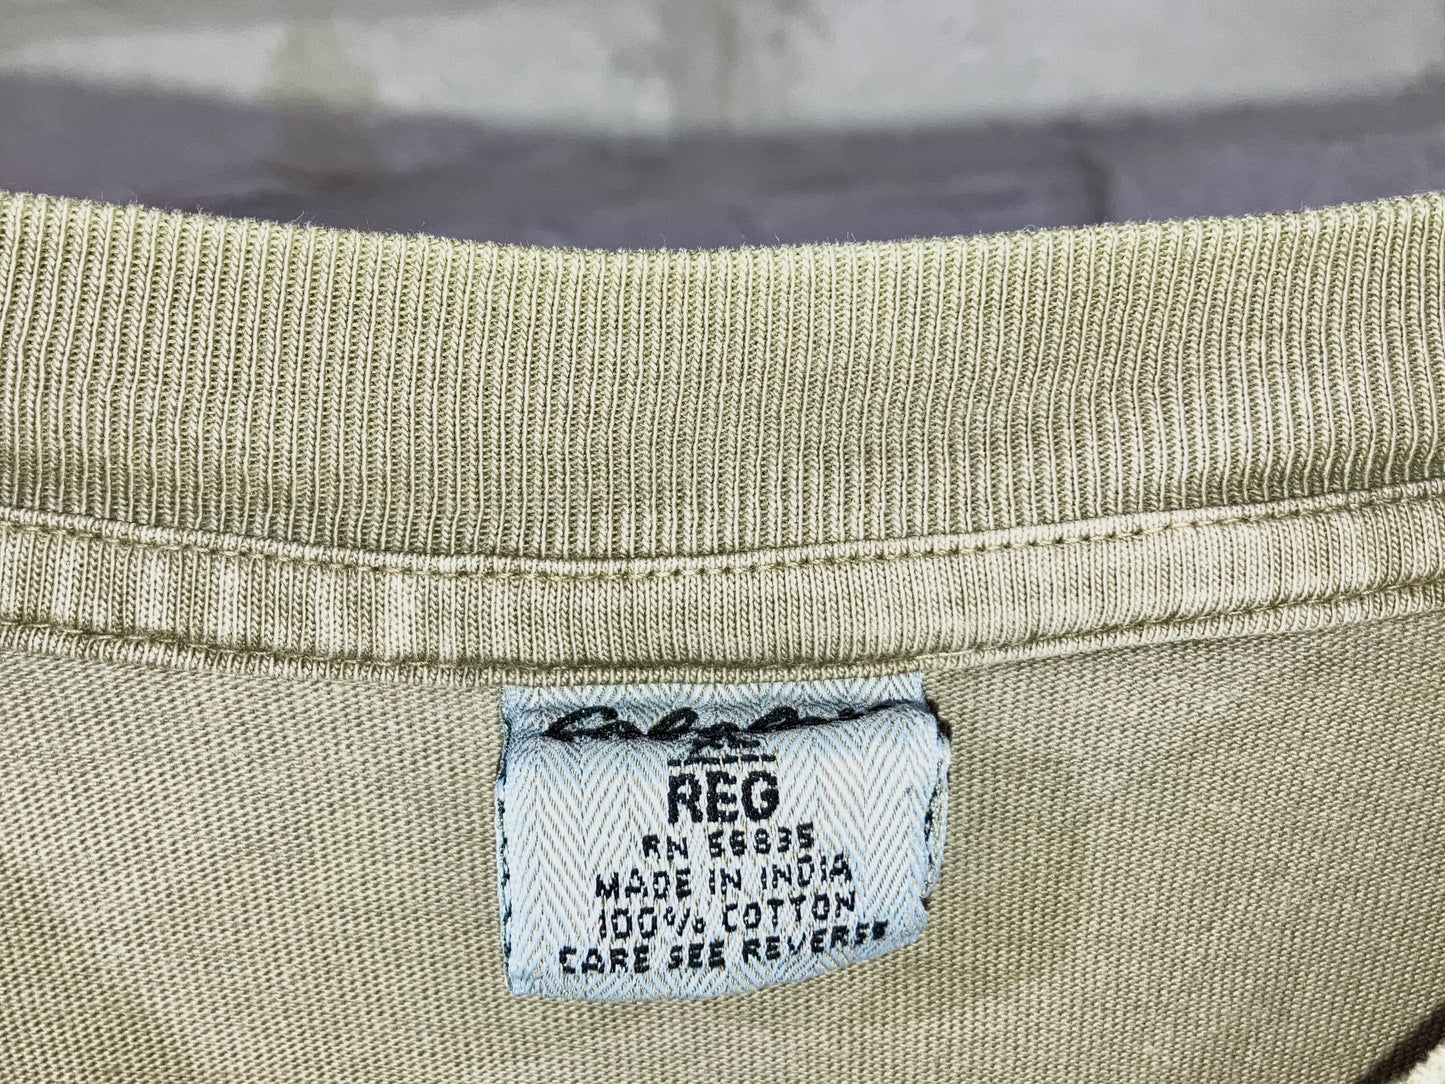 REG
RN 56835
MADE IN INDIA
100% COTTON
CARE SEE REVERSE